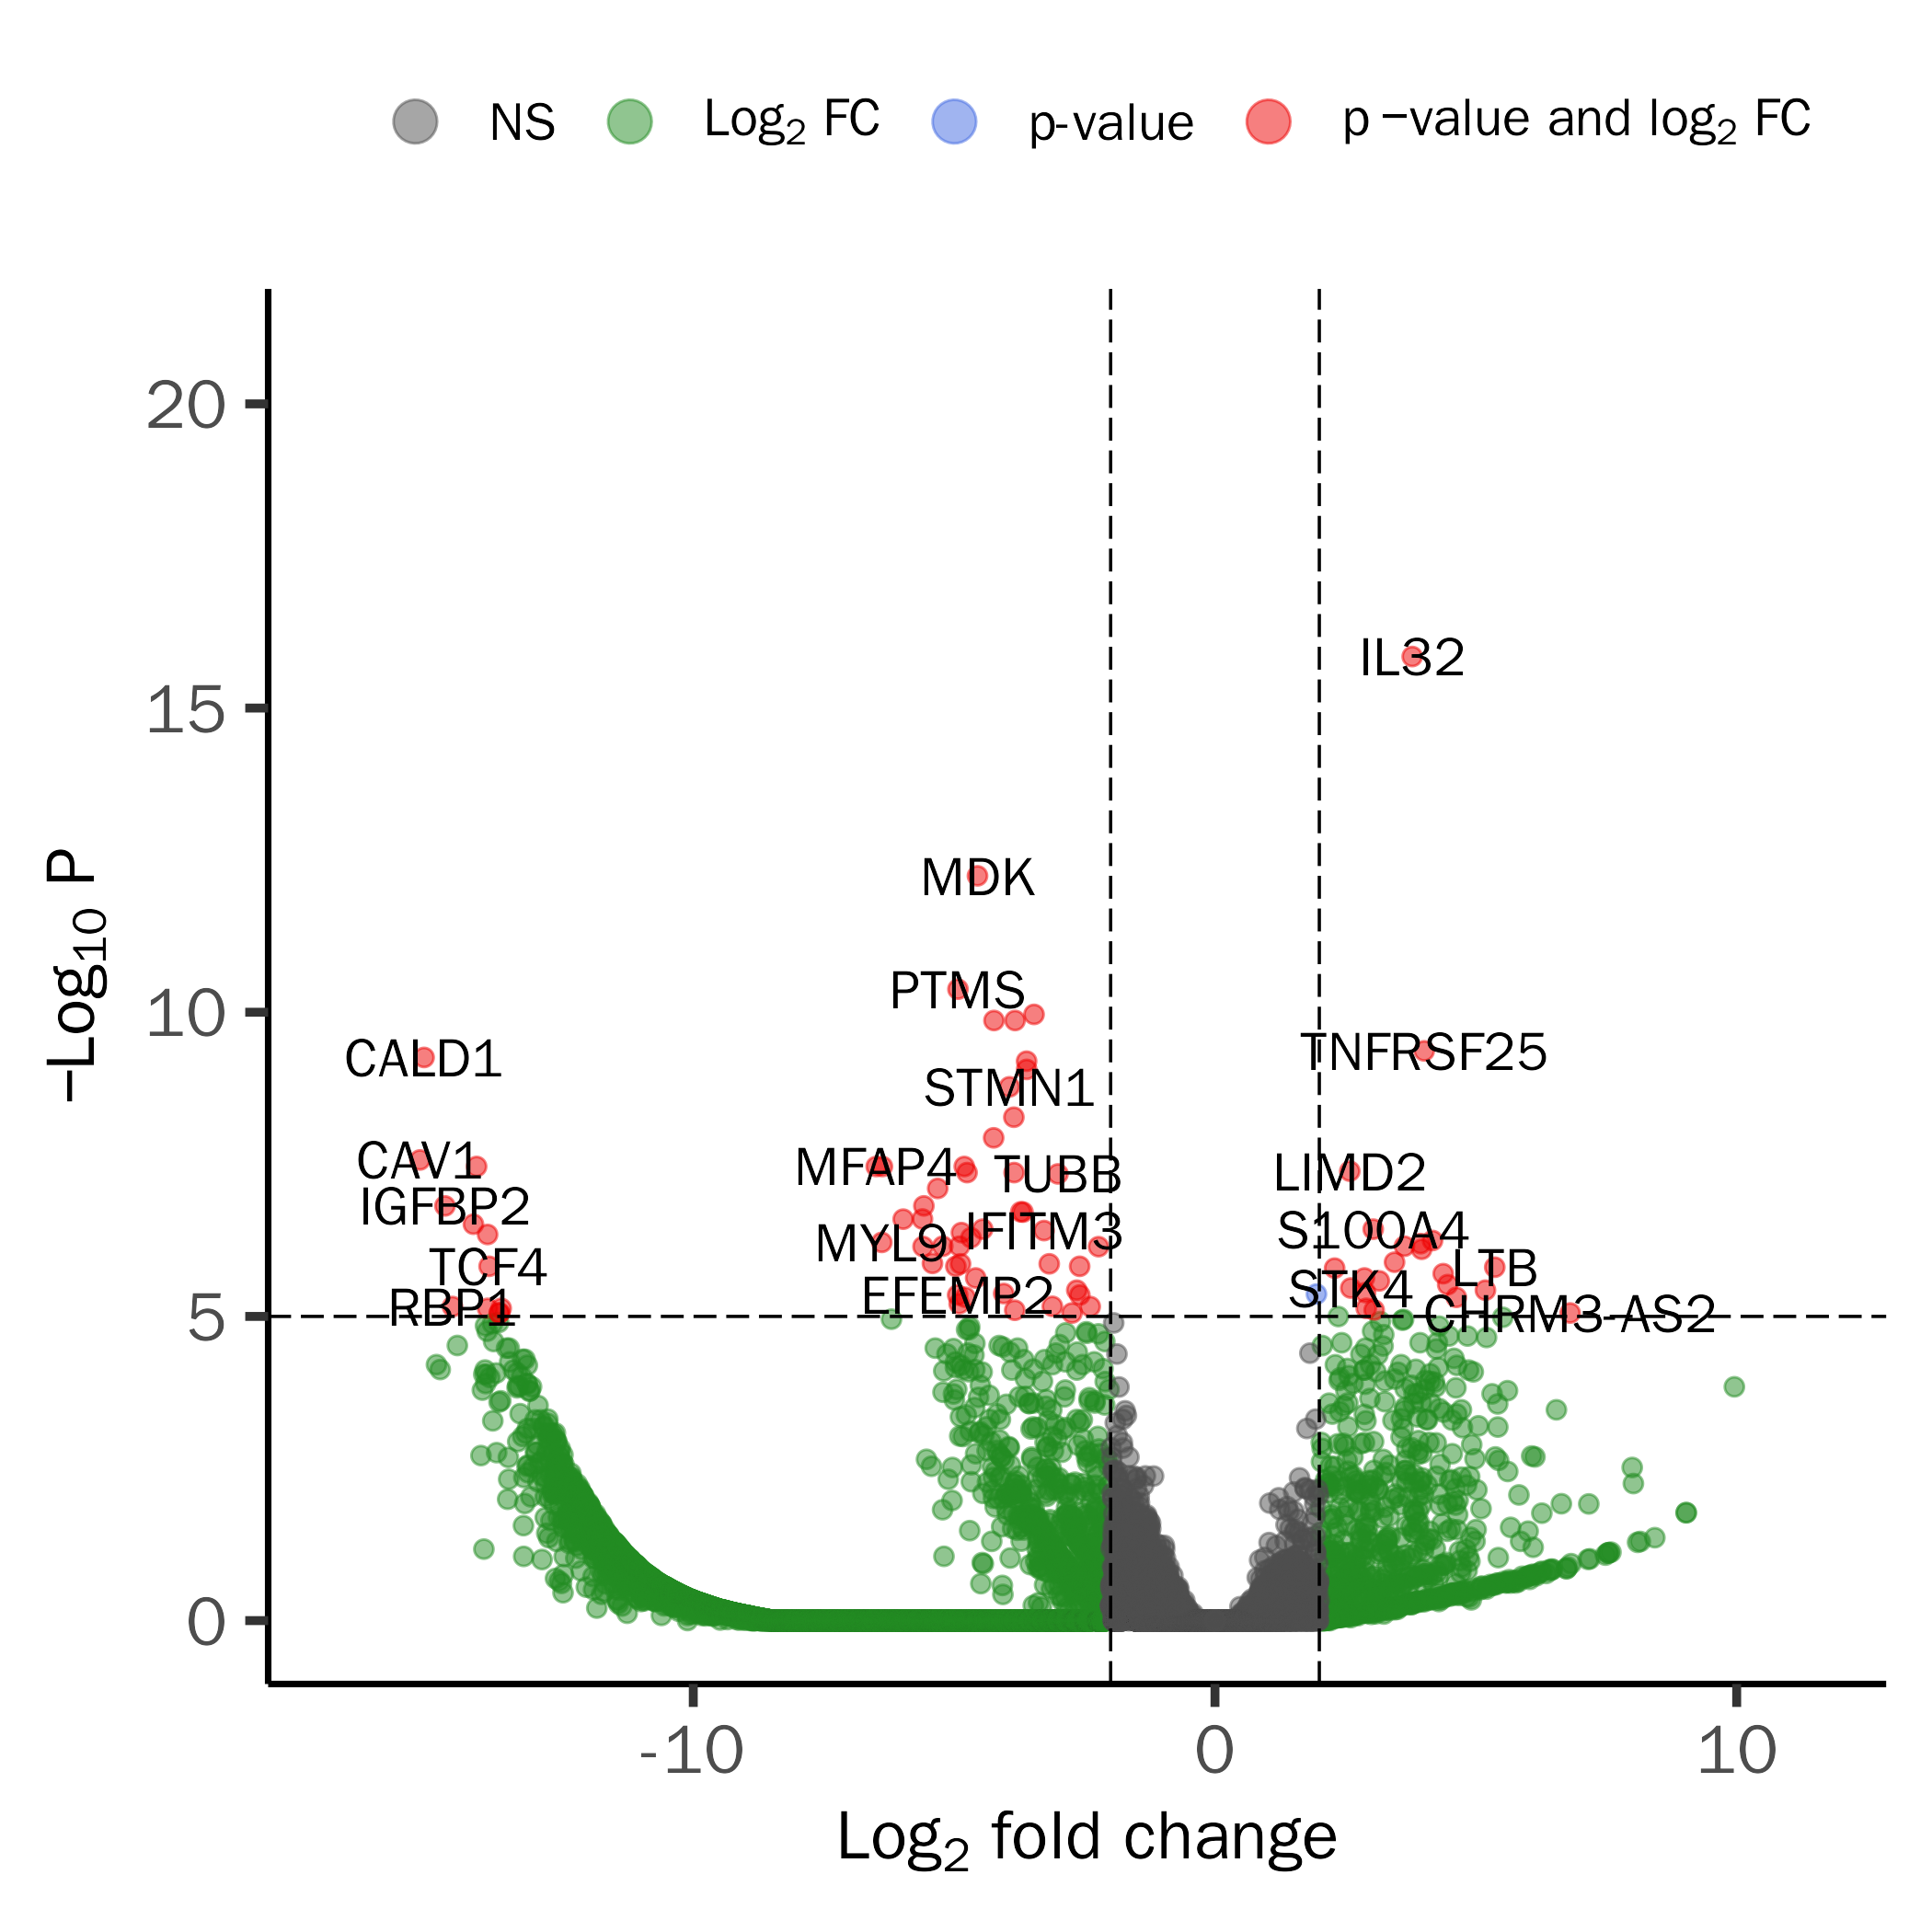 NS Log2 FC p-value p −value and log2 FC
20
IL32
15
MDK
PTMS
10
TNFRSF25
CALD1
STMN1
CAV1
MFAP4 TUBB LIMD2
IGFBP2
MYL9 IFITM3 S100A4
TCF4 LTB
EFEMP2 STK4
RBP1 CHRM3-AS2
5
0
-10 0 10
Log2 fold change
−Log10 P